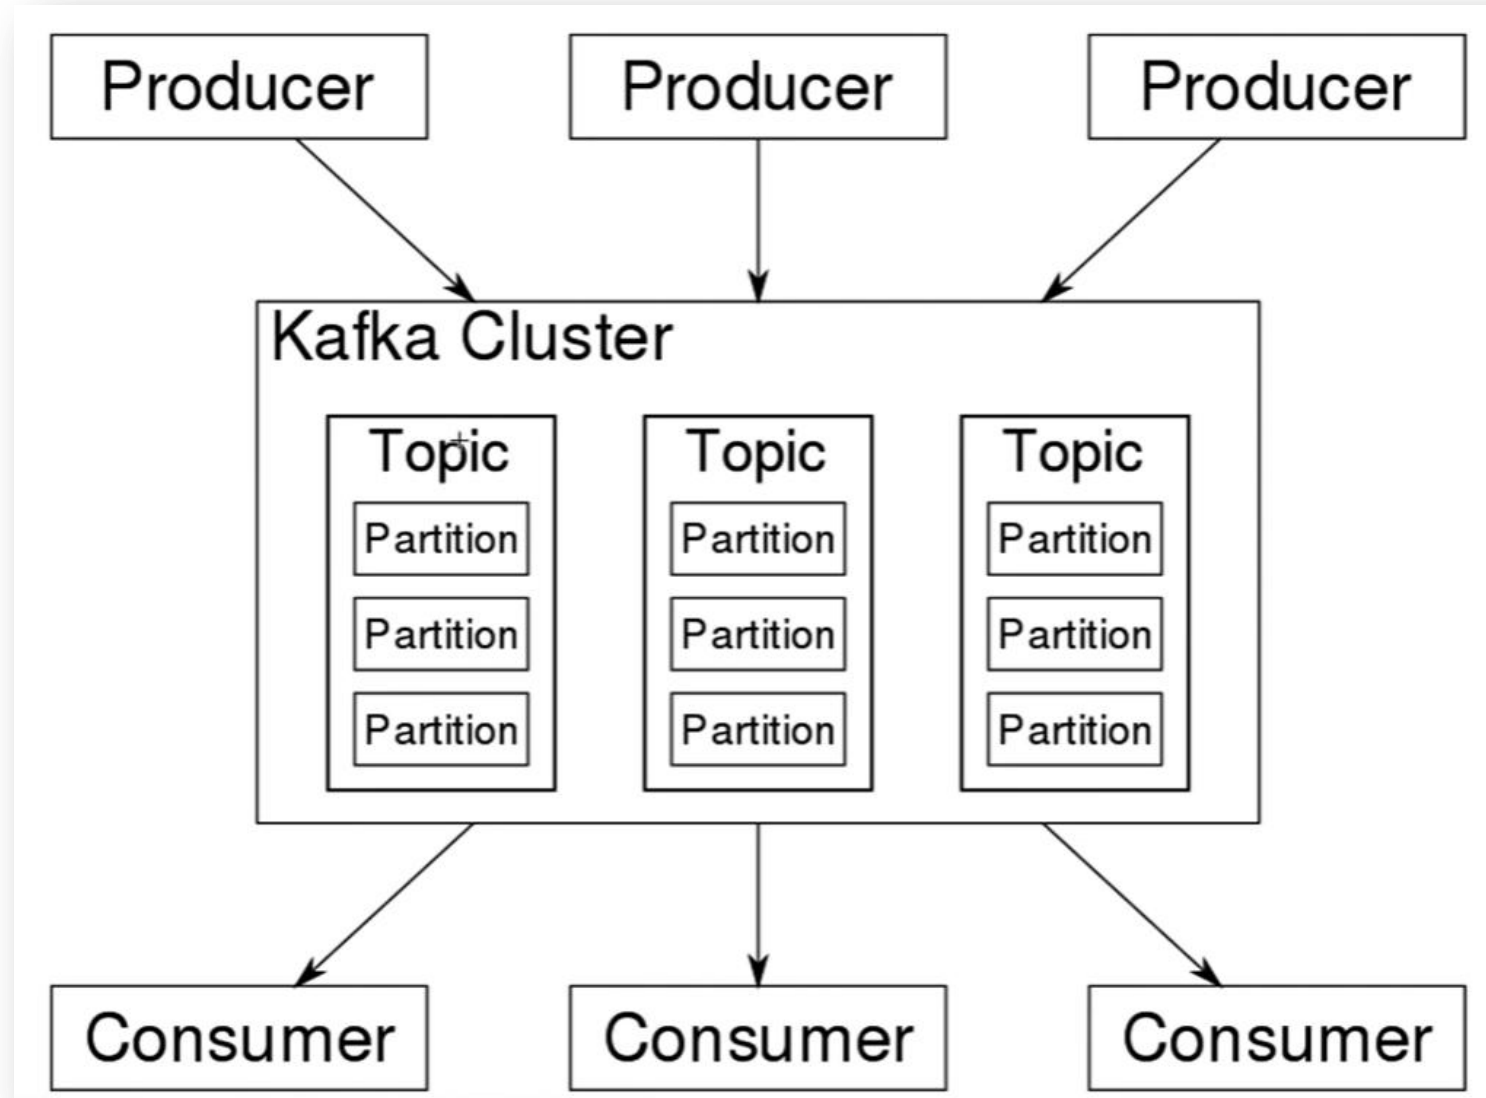 Producer
Producer
Producer
Kafka Cluster
Topic
Topic
Topic
Partition
Partition
Partition
Partition
Partition
Partition
Partition
Partition
Partition
Consumer
Consumer
Consumer